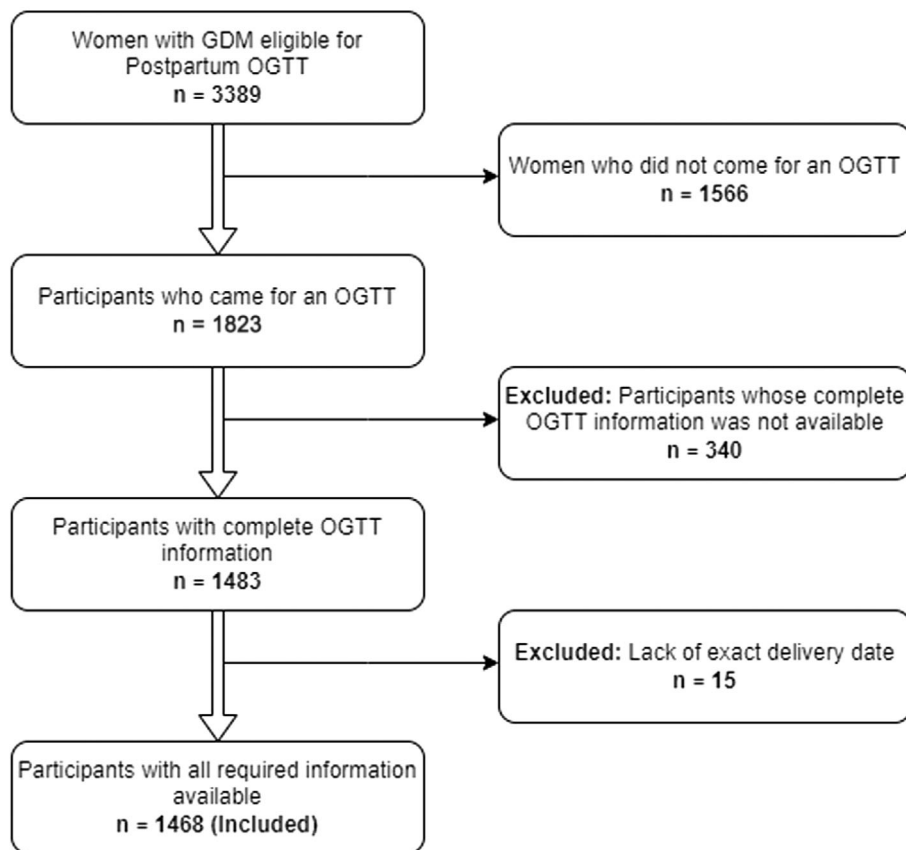 Women with GDM eligible for
Postpartum OGTT
n = 3389
Women who did not come for an OGTT
n = 1566
Participants who came for an OGTT
n = 1823
Excluded: Participants whose complete
OGTT information was not available
n = 340
Participants with complete OGTT
information
n = 1483
Excluded: Lack of exact delivery date
n = 15
Participants with all required information
available
n = 1468 (Included)